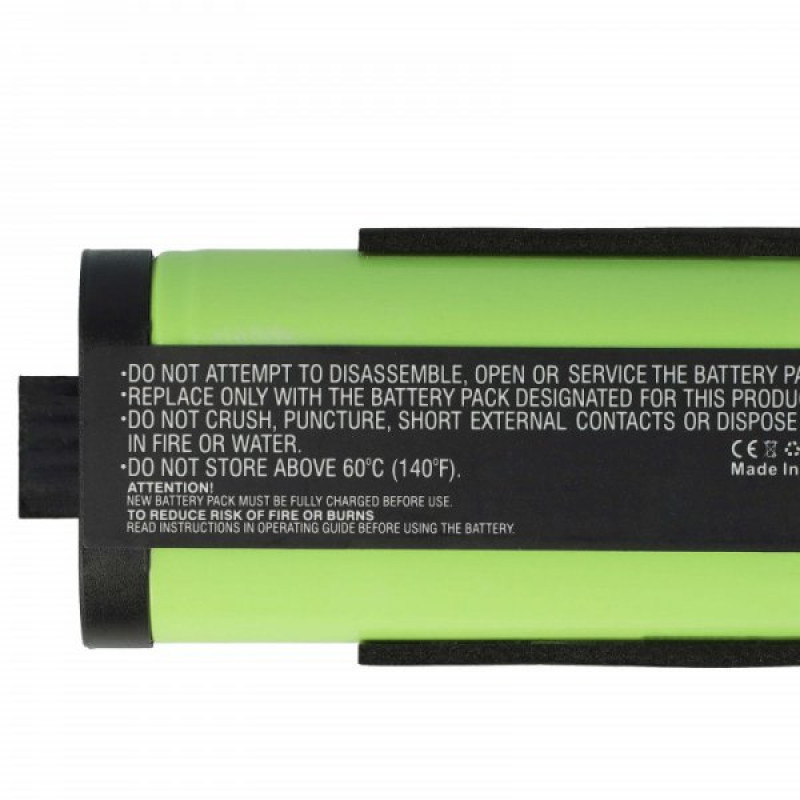 ·DO NOT ATTEMPT TO DISASSEMBLE, OPEN OR SERVICE THE BATTERY PA
·REPLACE ONLY WITH THE BATTERY PACK DESIGNATED FOR THIS PRODU
·DO NOT CRUSH, PUNCTURE, SHORT EXTERNAL CONTACTS OR DISPOSE
IN FIRE OR WATER.
·DO NOT STORE ABOVE 60°C (140°F).
CE
Made In
ATTENTION!
NEW BATTERY PACK MUST BE FULLY CHARGED BEFORE USE.
TO REDUCE RISK OF FIRE OR BURNS
READ INSTRUCTIONS IN OPERATING GUIDE BEFORE USING THE BATTERY.